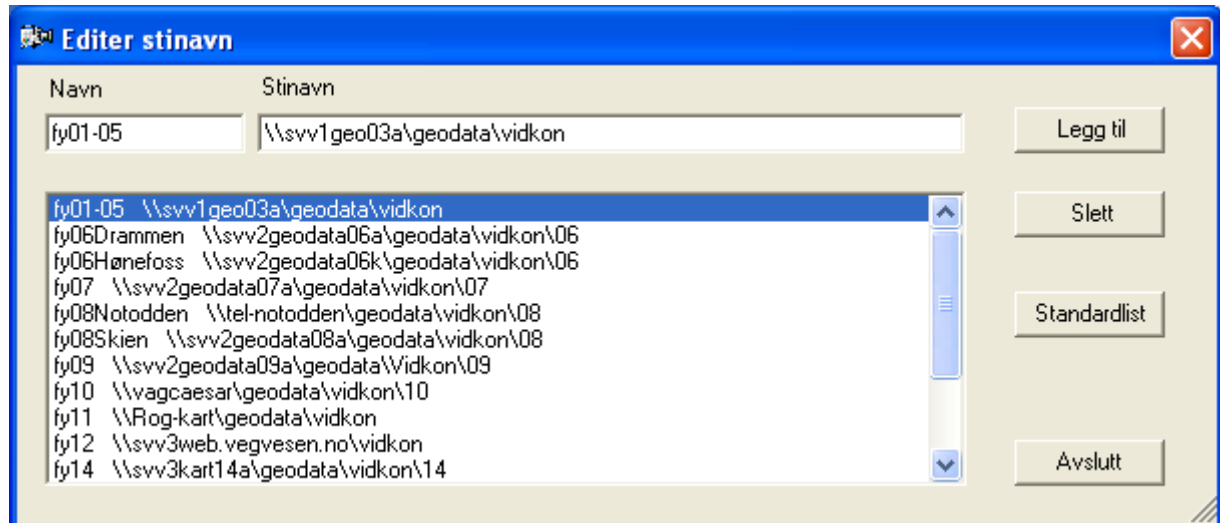 Editer stinavn
Navn Stinavn
fy01-05 \\svv1geo03a\geodata\vidkon Legg til
fy01-05 \\svv1geo03a\geodata\vidkon
fy06Drammen \\svv2geodata06a\geodata\vidkon\06
fy06Hønefoss \\svv2geodata06k\geodata\vidkon\06
fy07 \\svv2geodata07a\geodata\vidkon\07
fy08Notodden \\tel-notodden\geodata\vidkon\08
fy08Skien \\svv2geodata08a\geodata\vidkon\08
fy09 \\svv2geodata09a\geodata\Vidkon\09
fy10 \\vagcaesar\geodata\vidkon\10
fy11 \\Rog-kart\geodata\vidkon
fy12 \\svv3web.vegvesen.no\vidkon
fy14 \\svv3kart14a\geodata\vidkon\14
Slett
Standardlist
Avslutt